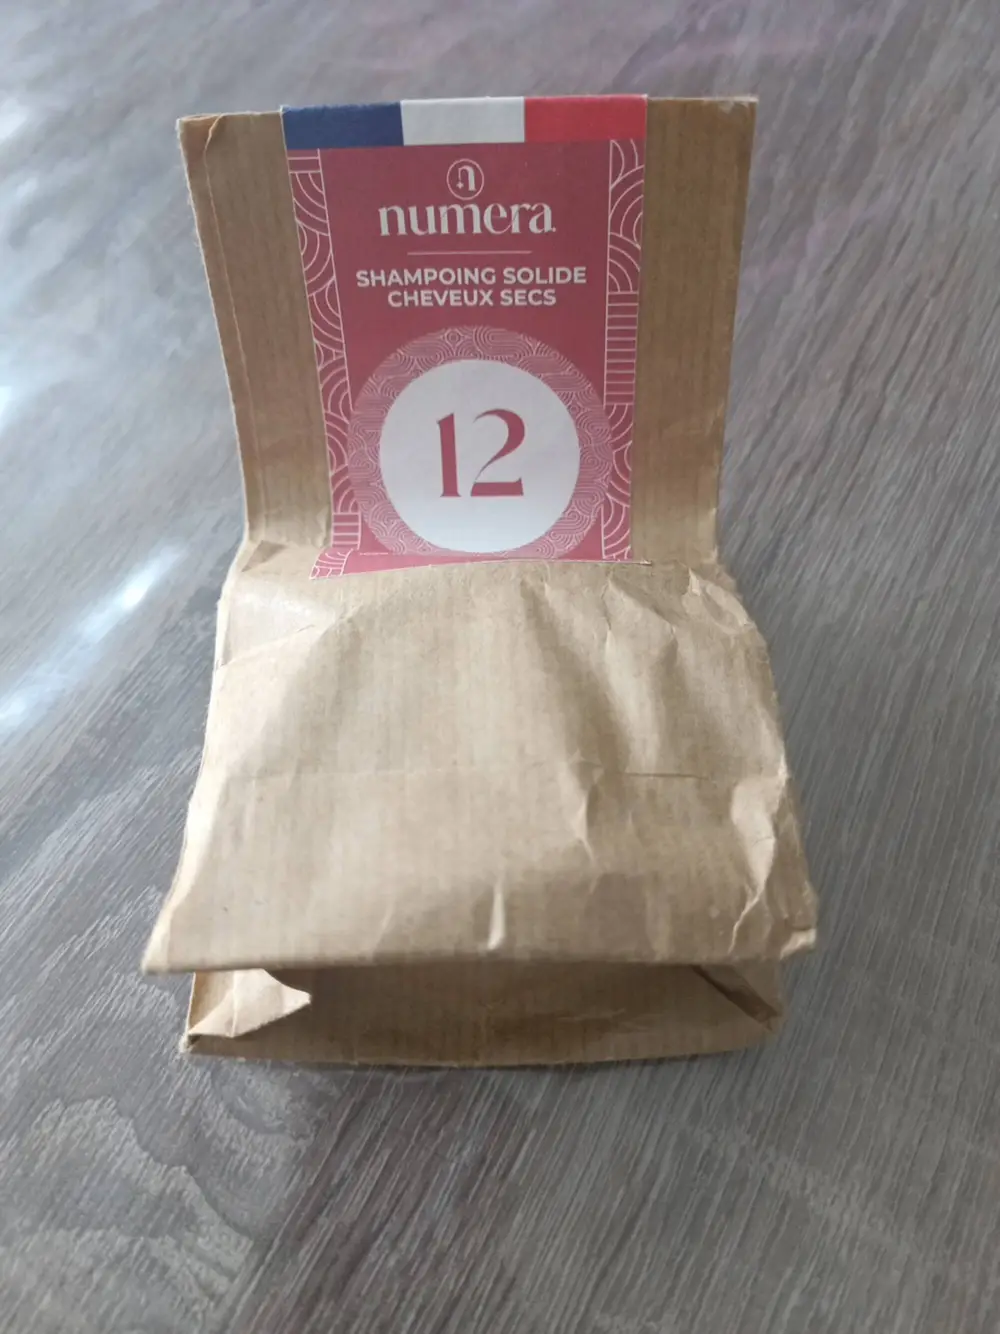 numera
SHAMPOING SOLIDE
CHEVEUX SECS
12